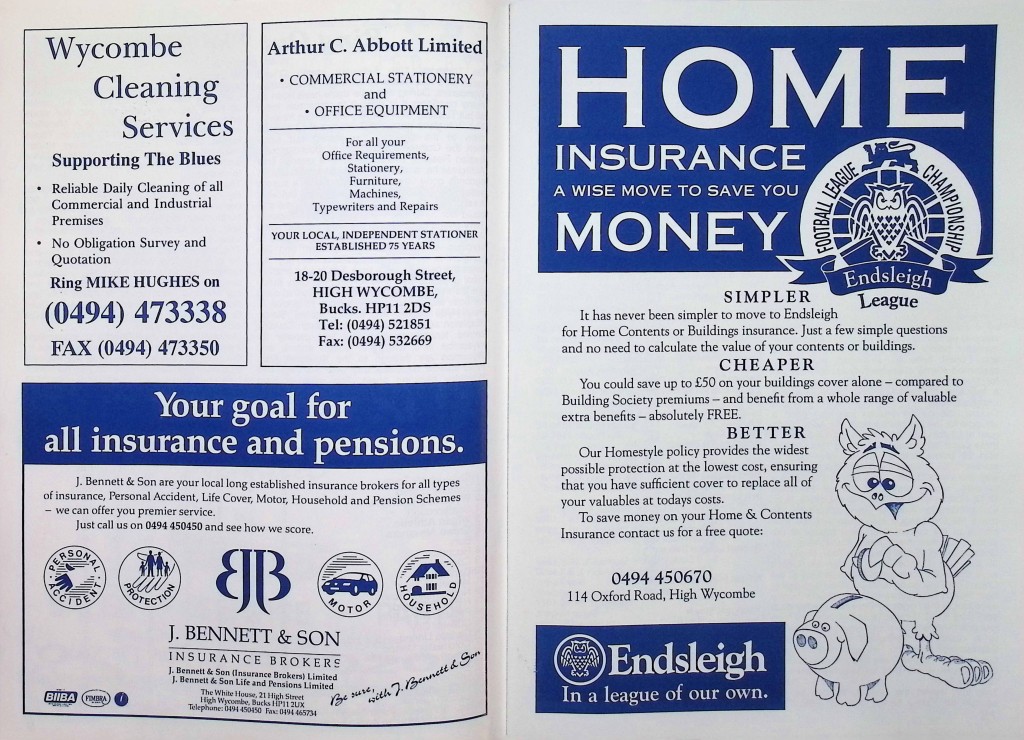 Wycombe
Cleaning
Services
Supporting The Blues
• Reliable Daily Cleaning of all
Commercial and Industrial
Premises
• No Obligation Survey and
Quotation
Ring MIKE HUGHES on
(0494) 473338
FAX (0494) 473350
Arthur C. Abbott Limited
• COMMERCIAL STATIONERY
and
• OFFICE EQUIPMENT
For all your
Office Requirements,
Stationery,
Furniture,
Machines,
Typewriters and Repairs
YOUR LOCAL, INDEPENDENT STATIONER
ESTABLISHED 75 YEARS
18-20 Desborough Street,
HIGH WYCOMBE,
Bucks. HP11 2DS
Tel: (0494) 521851
Fax: (0494) 532669
Your goal for
all insurance and pensions.
J. Bennett & Son are your local long established insurance brokers for all types
of insurance, Personal Accident, Life Cover, Motor, Household and Pension Schemes
– we can offer you premier service.
Just call us on 0494 450450 and see how we score.
PERSONAL ACCIDENT
PROTECTION
JB
MOTOR
HOUSEHOLD
J. BENNETT & SON
INSURANCE BROKERS
J. Bennett & Son (Insurance Brokers) Limited
J. Bennett & Son Life and Pensions Limited
The White House, 21 High Street
High Wycombe, Bucks HP11 2UX
Telephone: 0494 450450 Fax: 0494 465734
Be sure,
with J. Bennett & Son
BIIBA
FIMBRA
HOME
INSURANCE
A WISE MOVE TO SAVE YOU
MONEY
FOOTBALL LEAGUE CHAMPIONSHIP
Endsleigh
League
SIMPLER
It has never been simpler to move to Endsleigh
for Home Contents or Buildings insurance. Just a few simple questions
and no need to calculate the value of your contents or buildings.
CHEAPER
You could save up to £50 on your buildings cover alone – compared to
Building Society premiums – and benefit from a whole range of valuable
extra benefits – absolutely FREE.
BETTER
Our Homestyle policy provides the widest
possible protection at the lowest cost, ensuring
that you have sufficient cover to replace all of
your valuables at todays costs.
To save money on your Home & Contents
Insurance contact us for a free quote:
0494 450670
114 Oxford Road, High Wycombe
Endsleigh
In a league of our own.